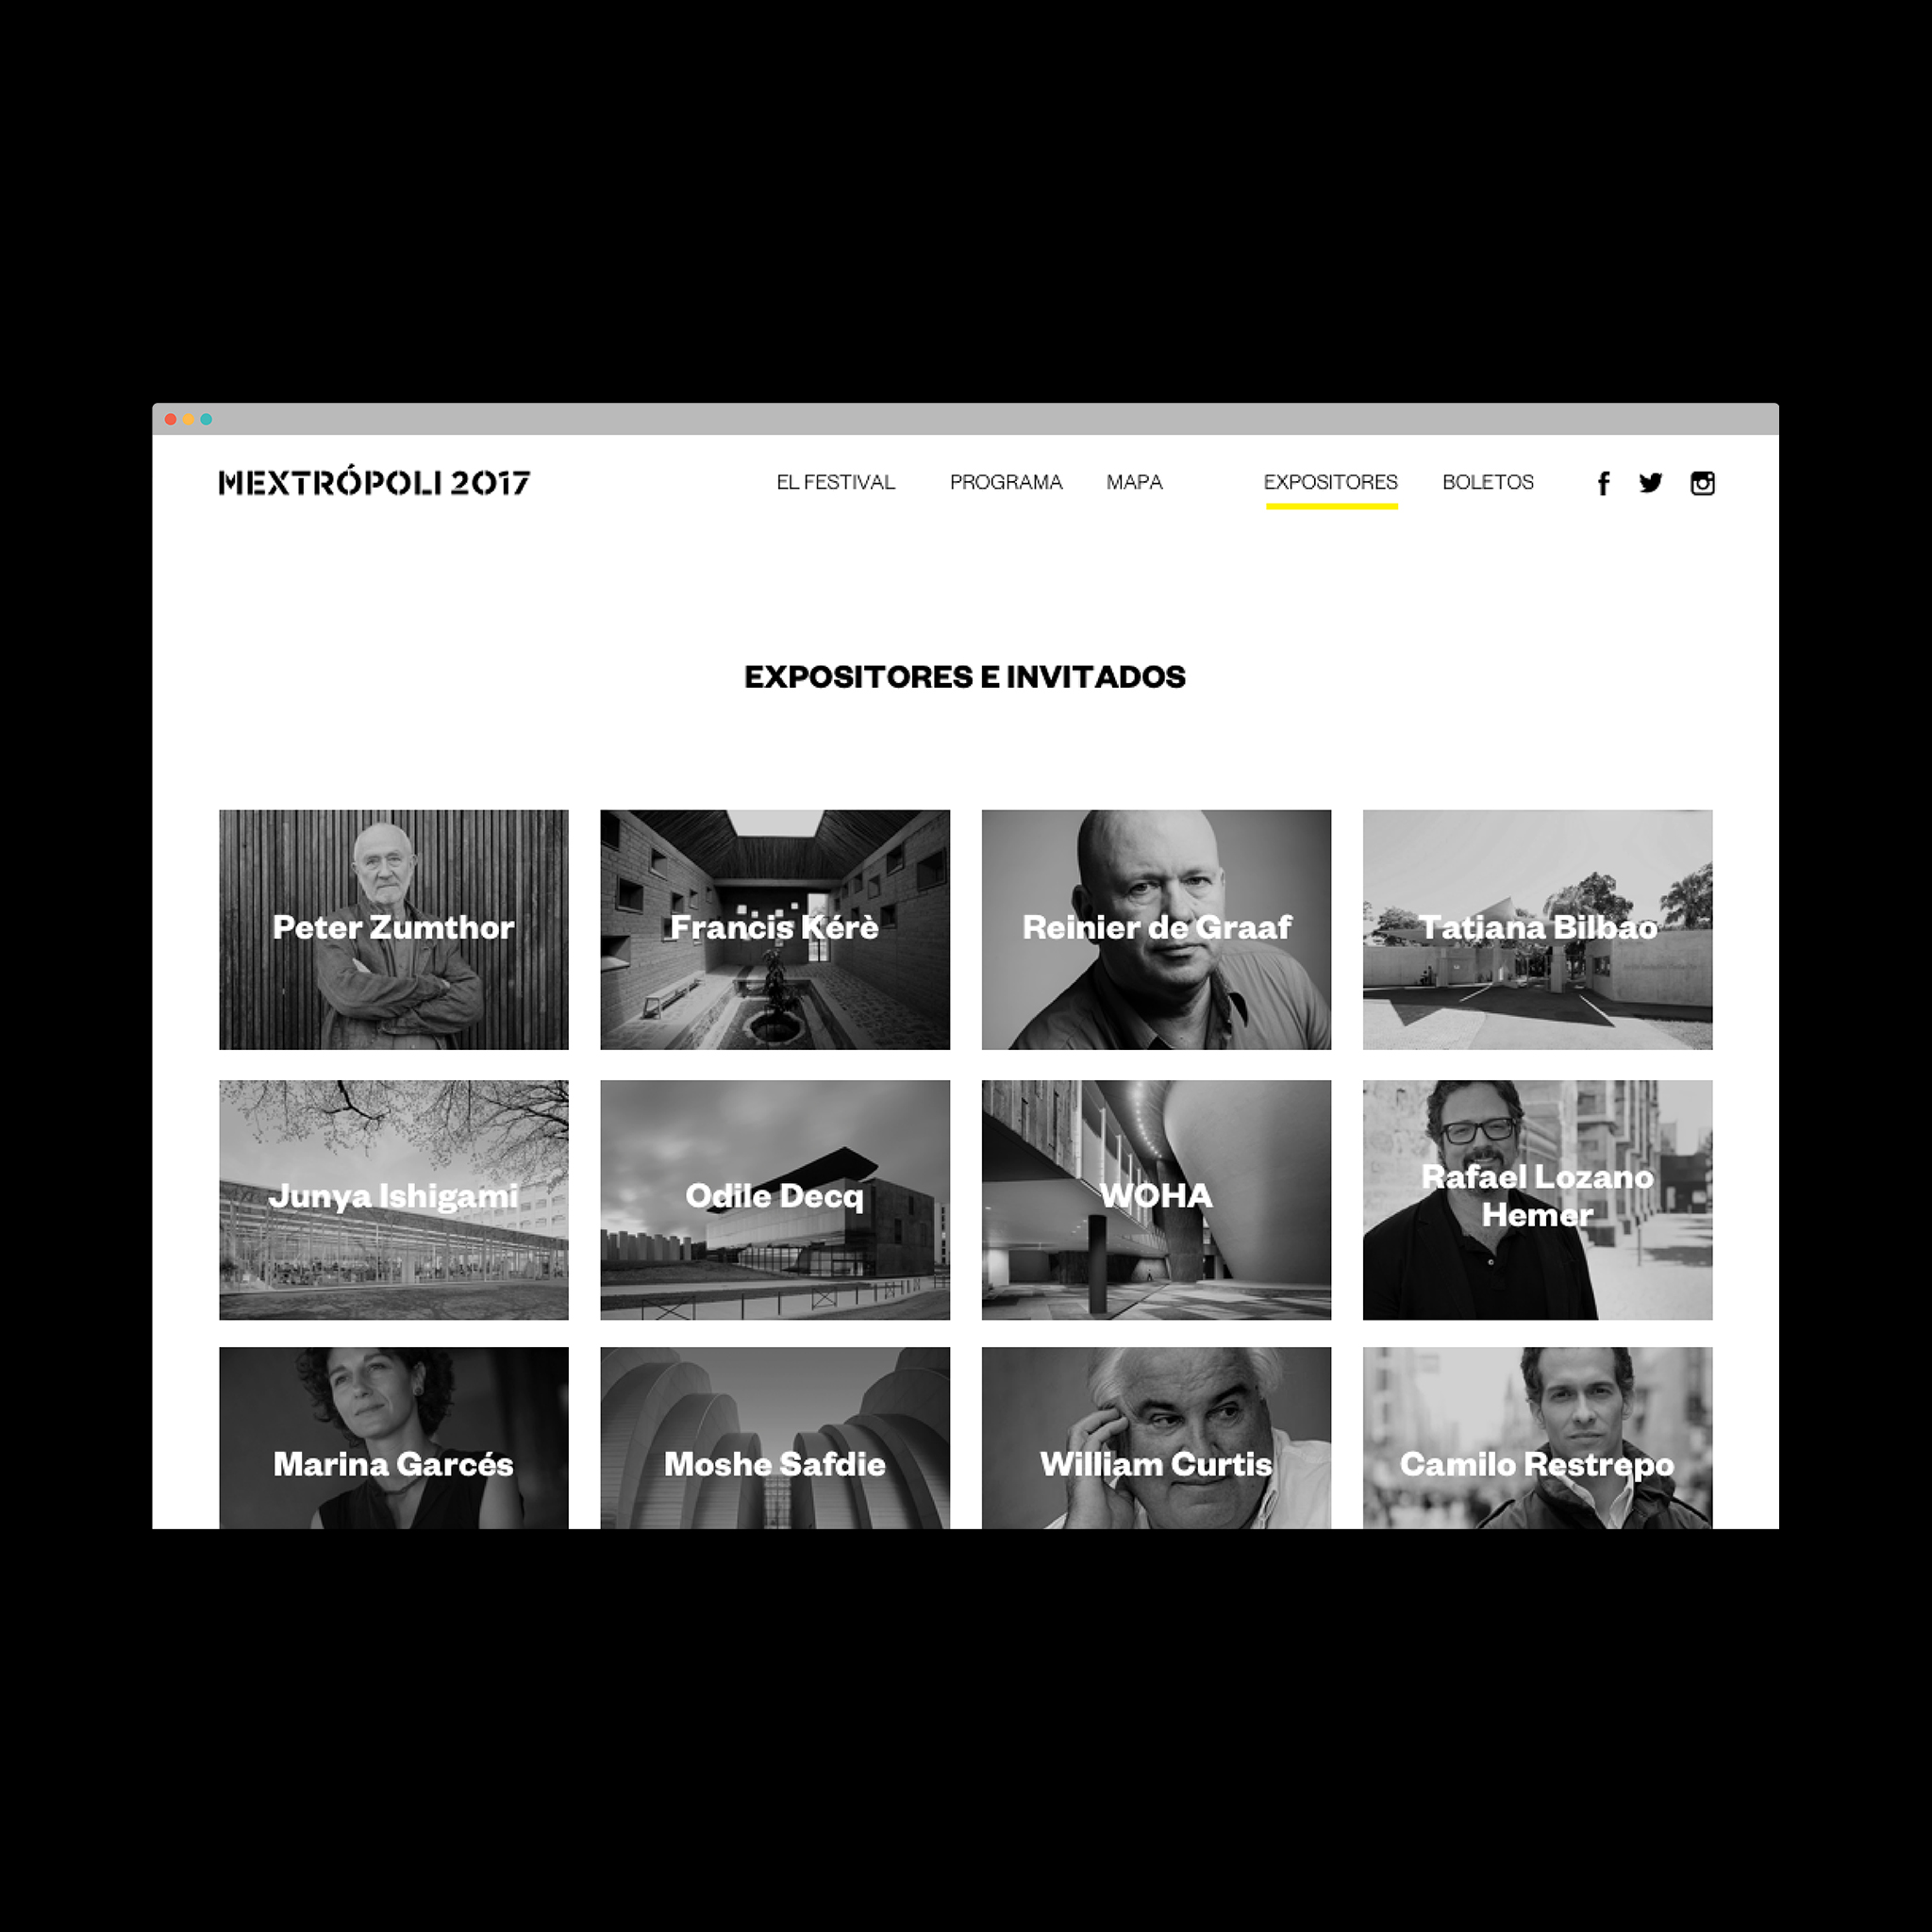 MEXTRÓPOLI 2017
EL FESTIVAL PROGRAMA MAPA EXPOSITORES BOLETOS
EXPOSITORES E INVITADOS
Peter Zumthor
Francis Kérè
Reinier de Graaf
Tatiana Bilbao
Junya Ishigami
Odile Decq
WOHA
Rafael Lozano
Hemer
Marina Garcés
Moshe Safdie
William Curtis
Camilo Restrepo